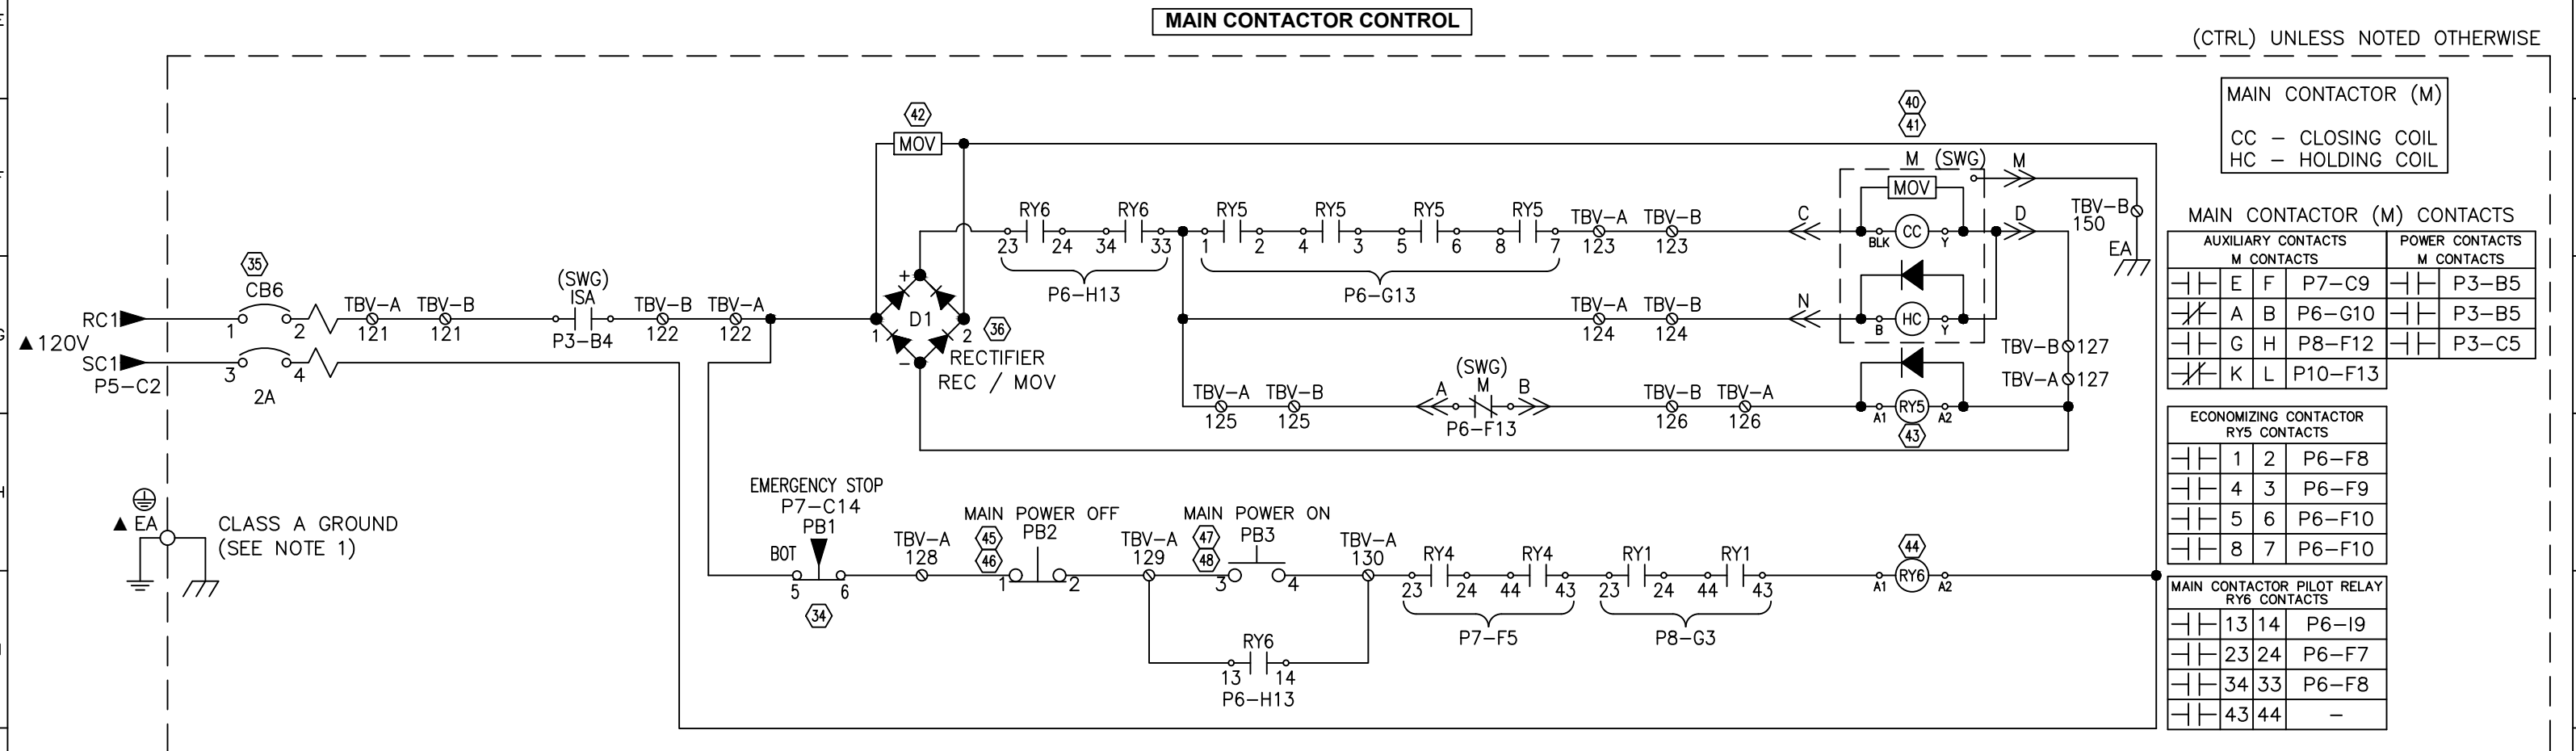 MAIN CONTACTOR CONTROL
(CTRL) UNLESS NOTED OTHERWISE
MAIN CONTACTOR (M)
CC – CLOSING COIL
HC – HOLDING COIL
42
MOV
40
41
M (SWG) M
MOV
TBV–B
150
EA
RY6 RY6 RY5 RY5 RY5 RY5 TBV–A TBV–B C CC D
23 24 34 33 1 2 4 3 5 6 8 7 123 123 BLK Y
P6–H13 P6–G13
35
CB6
(SWG)
ISA
RC1 1 2 TBV–A TBV–B TBV–B TBV–A
121 121 P3–B4 122 122
▲120V
SC1 3 4
P5–C2
2A
+
1 D1 2
–
36
RECTIFIER
REC / MOV
124 124 N HC
TBV–A TBV–B B Y
TBV–B 127
TBV–A 127
(SWG)
TBV–A TBV–B A M B TBV–B TBV–A RY5
125 125 P6–F13 126 126 A1 A2
43
MAIN CONTACTOR (M) CONTACTS
AUXILIARY CONTACTS POWER CONTACTS
M CONTACTS M CONTACTS
E F P7–C9 P3–B5
A B P6–G10 P3–B5
G H P8–F12 P3–C5
K L P10–F13
ECONOMIZING CONTACTOR
RY5 CONTACTS
1 2 P6–F8
4 3 P6–F9
5 6 P6–F10
8 7 P6–F10
MAIN CONTACTOR PILOT RELAY
RY6 CONTACTS
13 14 P6–I9
23 24 P6–F7
34 33 P6–F8
43 44 –
▲ EA
CLASS A GROUND
(SEE NOTE 1)
EMERGENCY STOP
P7–C14
PB1
BOT
5 6
34
TBV–A
128
MAIN POWER OFF
45 PB2
46
1 2
TBV–A
129
MAIN POWER ON
47 PB3
48
3 4
TBV–A
130
RY4 RY4 RY1 RY1
23 24 44 43 23 24 44 43
P7–F5 P8–G3
44
A1 RY6 A2
RY6
13 14
P6–H13